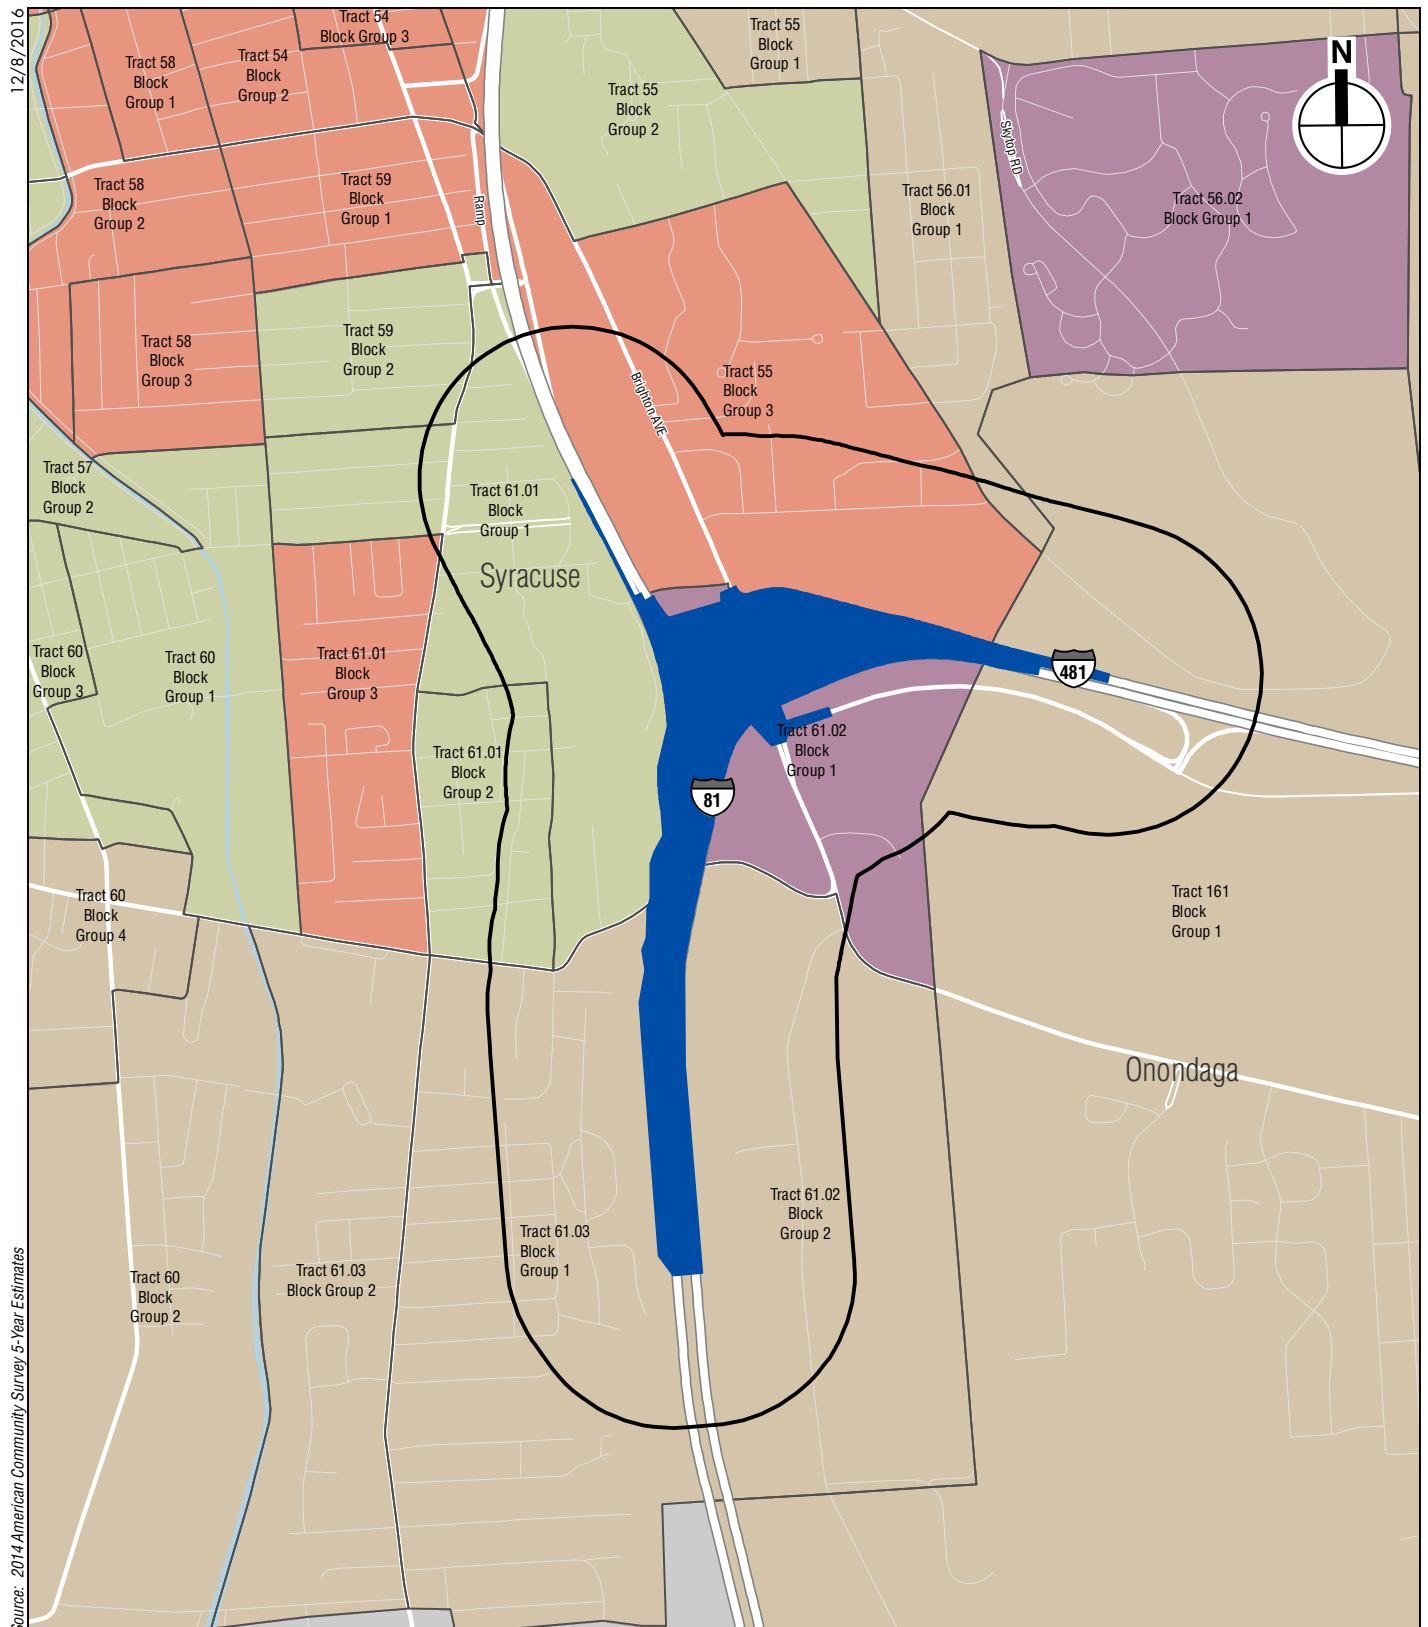 12/8/2016
Tract 54
Block Group 3
Tract 58
Block
Group 1
Tract 54
Block
Group 2
Tract 55
Block
Group 2
Tract 55
Block
Group 1
N
Skytop RD
Tract 58
Block
Group 2
Tract 59
Block
Group 1
Ramp
Tract 56.01
Block
Group 1
Tract 56.02
Block Group 1
Tract 58
Block
Group 3
Tract 59
Block
Group 2
Brighton AVE
Tract 55
Block
Group 3
Tract 57
Block
Group 2
Tract 61.01
Block
Group 1
Syracuse
Tract 60
Block
Group 3
Tract 60
Block
Group 1
Tract 61.01
Block
Group 3
481
Tract 61.01
Block
Group 2
Tract 61.02
Block
Group 1
81
Tract 60
Block
Group 4
Tract 161
Block
Group 1
Onondaga
Tract 60
Block
Group 2
Tract 61.03
Block Group 2
Tract 61.03
Block
Group 1
Tract 61.02
Block
Group 2
Source: 2014 American Community Survey 5-Year Estimates